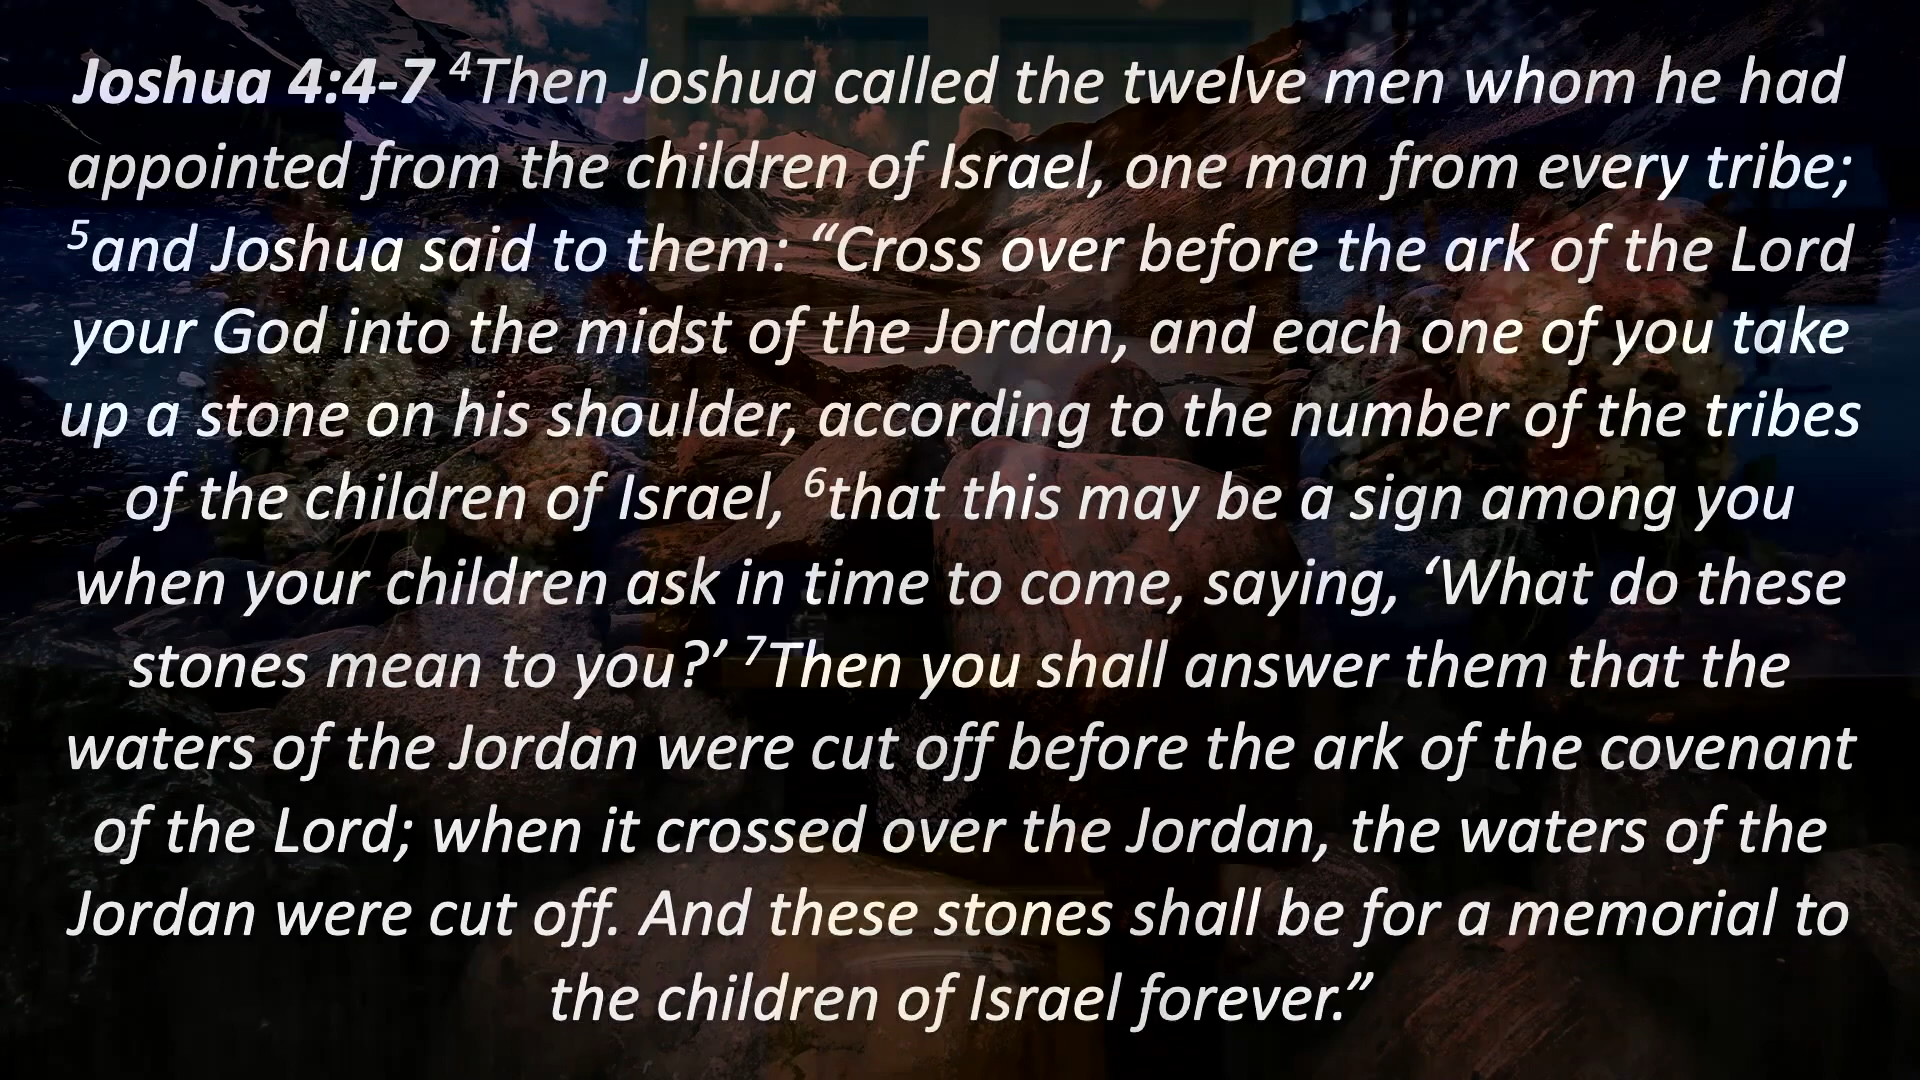 Joshua 4:4-7 ⁴Then Joshua called the twelve men whom he had
appointed from the children of Israel, one man from every tribe;
⁵and Joshua said to them: “Cross over before the ark of the Lord
your God into the midst of the Jordan, and each one of you take
up a stone on his shoulder, according to the number of the tribes
of the children of Israel, ⁶that this may be a sign among you
when your children ask in time to come, saying, ‘What do these
stones mean to you?’ ⁷Then you shall answer them that the
waters of the Jordan were cut off before the ark of the covenant
of the Lord; when it crossed over the Jordan, the waters of the
Jordan were cut off. And these stones shall be for a memorial to
the children of Israel forever.”